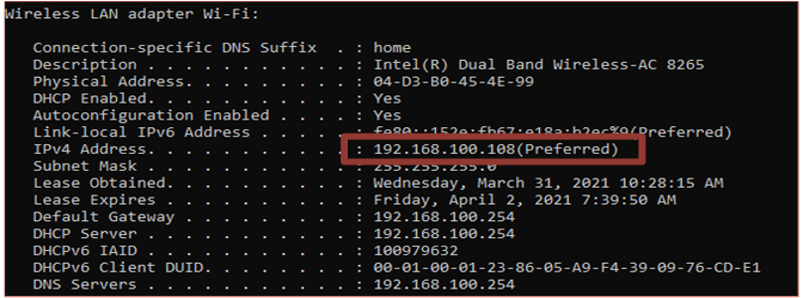 Wireless LAN adapter Wi-Fi:
Connection-specific DNS Suffix . : home
Description . . . . . . . . . . . : Intel(R) Dual Band Wireless-AC 8265
Physical Address. . . . . . . . . : 04-D3-B0-45-4E-99
DHCP Enabled. . . . . . . . . . . : Yes
Autoconfiguration Enabled . . . . : Yes
Link-local IPv6 Address . . . . . : fe80::152e:fb67:e18a:b2ec%9(Preferred)
IPv4 Address. . . . . . . . . . . : 192.168.100.108(Preferred)
Subnet Mask . . . . . . . . . . . : 255.255.255.0
Lease Obtained. . . . . . . . . . : Wednesday, March 31, 2021 10:28:15 AM
Lease Expires . . . . . . . . . . : Friday, April 2, 2021 7:39:50 AM
Default Gateway . . . . . . . . . : 192.168.100.254
DHCP Server . . . . . . . . . . . : 192.168.100.254
DHCPv6 IAID . . . . . . . . . . . : 100979632
DHCPv6 Client DUID. . . . . . . . : 00-01-00-01-23-86-05-A9-F4-39-09-76-CD-E1
DNS Servers . . . . . . . . . . . : 192.168.100.254